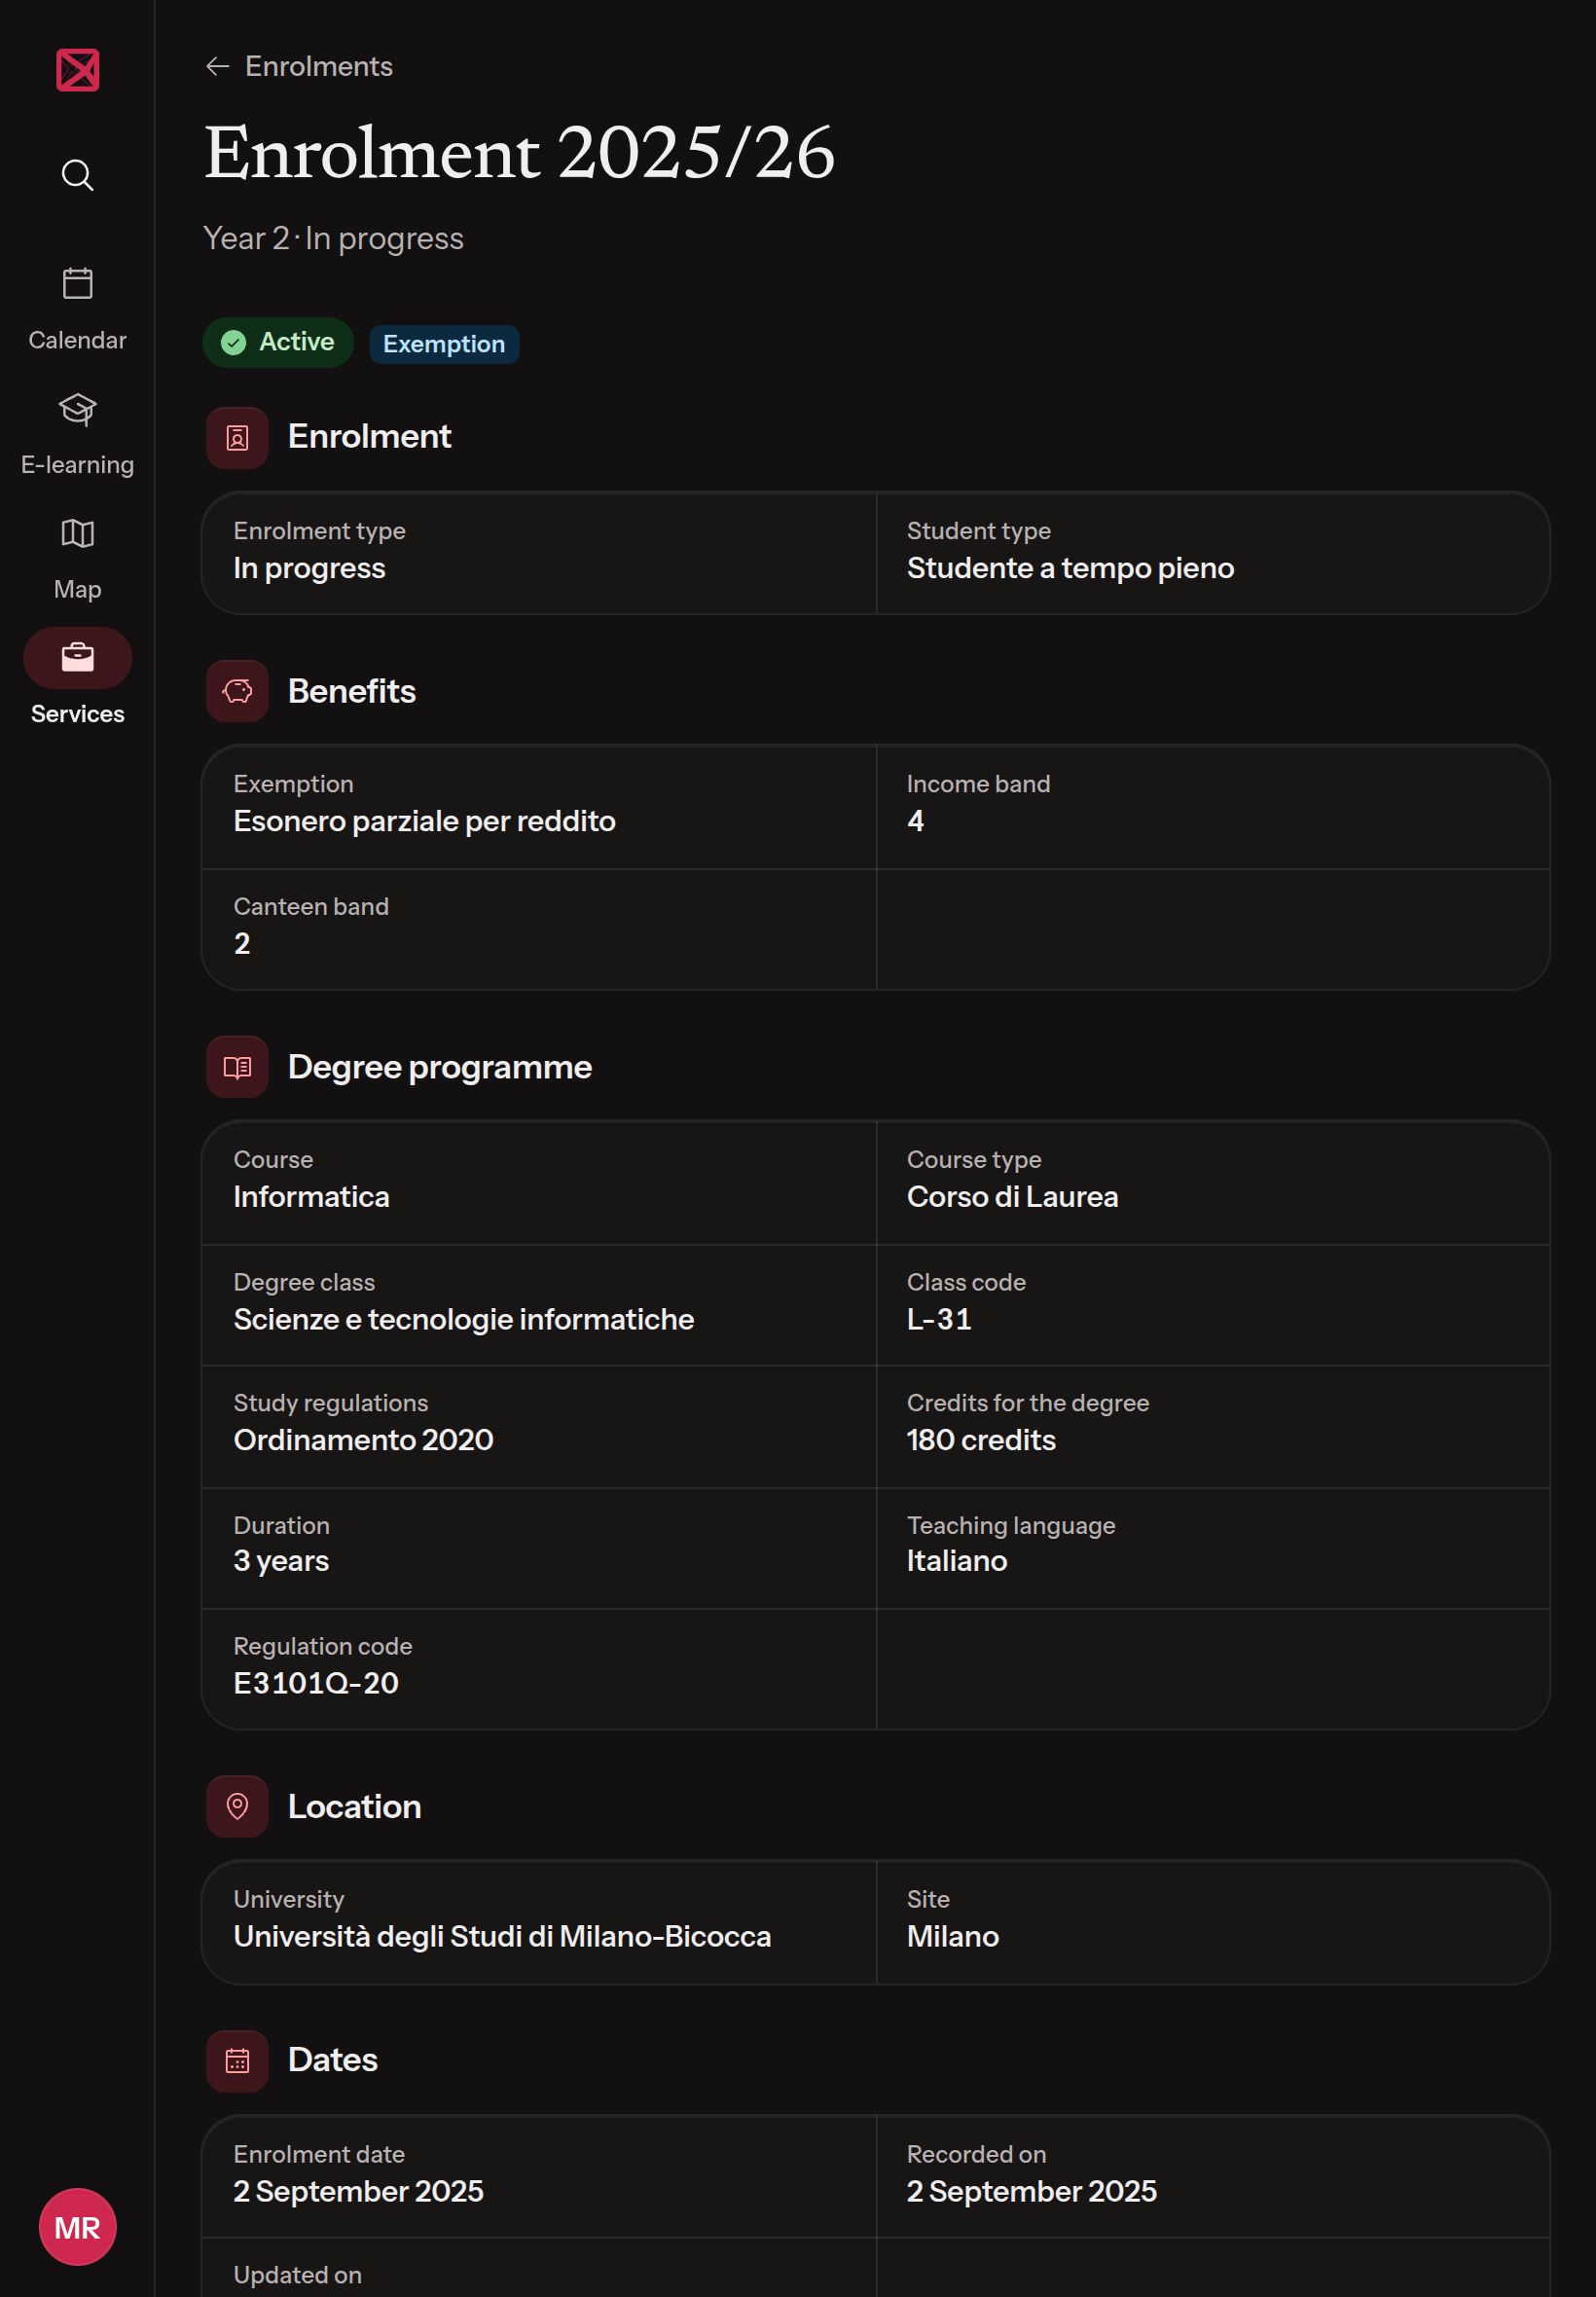 Enrolments
Enrolment 2025/26
Year 2 · In progress
Active
Exemption
Calendar
E-learning
Map
Services
Enrolment
Enrolment type
In progress
Student type
Studente a tempo pieno
Benefits
Exemption
Esonero parziale per reddito
Income band
4
Canteen band
2
Degree programme
Course
Informatica
Course type
Corso di Laurea
Degree class
Scienze e tecnologie informatiche
Class code
L-31
Study regulations
Ordinamento 2020
Credits for the degree
180 credits
Duration
3 years
Teaching language
Italiano
Regulation code
E3101Q-20
Location
University
Università degli Studi di Milano-Bicocca
Site
Milano
Dates
Enrolment date
2 September 2025
Recorded on
2 September 2025
Updated on
MR